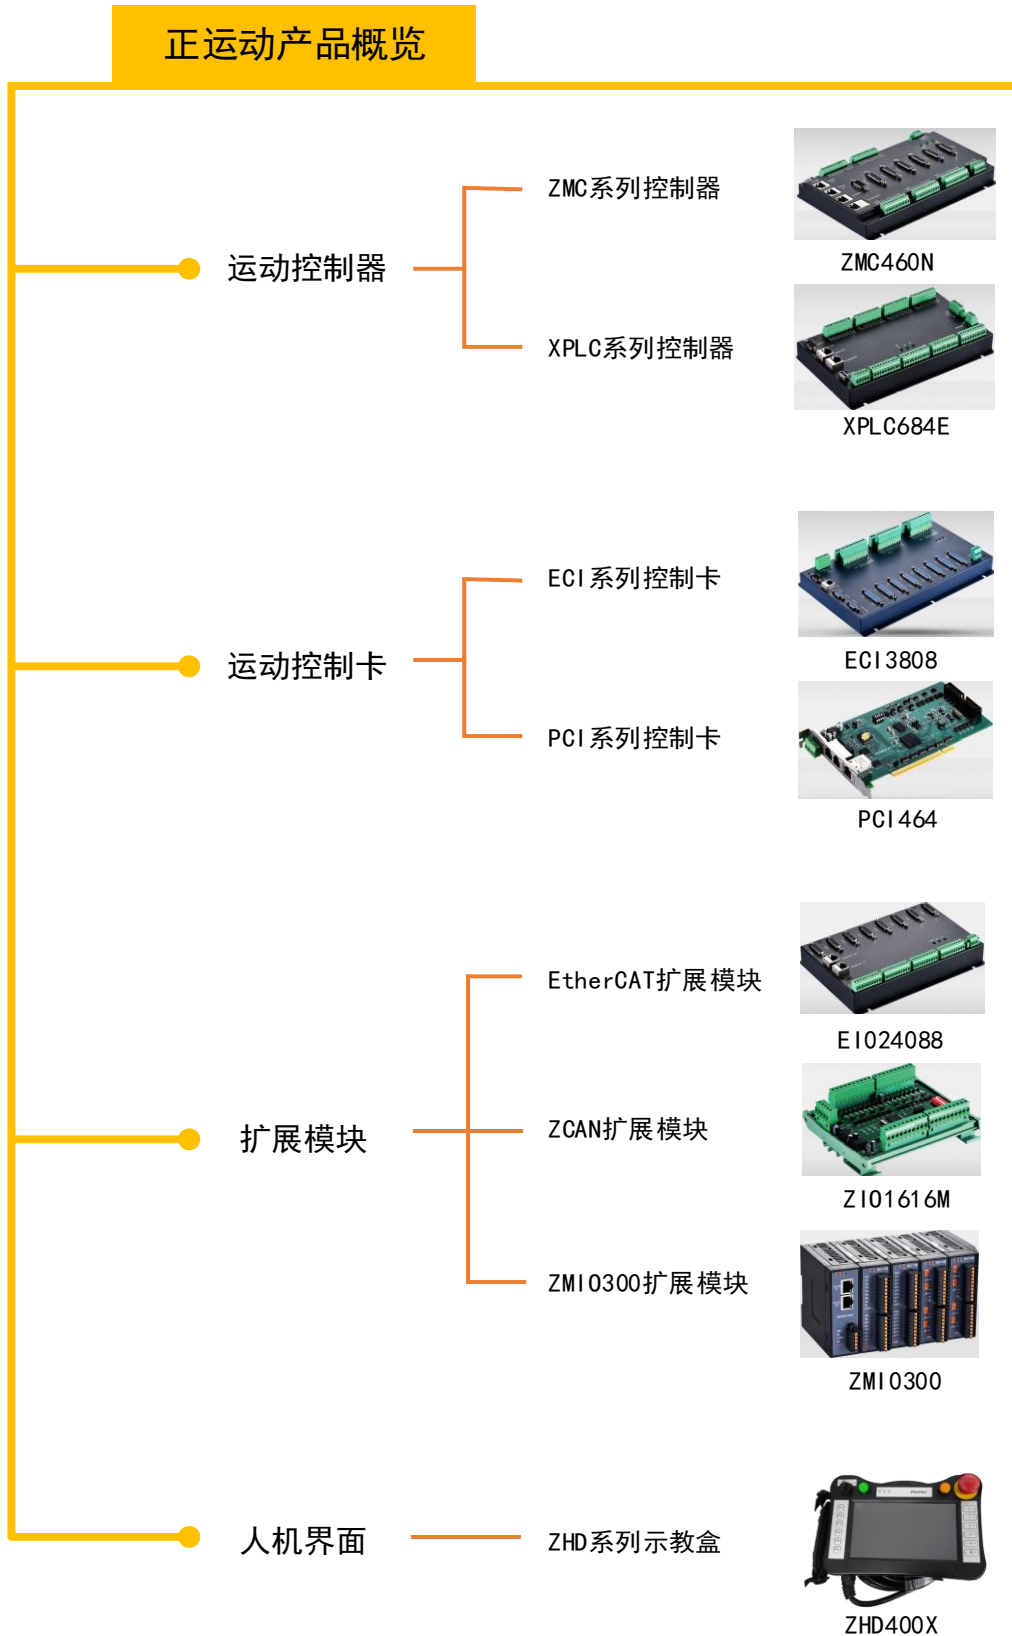 正运动产品概览
ZMC系列控制器
ZMC460N
运动控制器
XPLC系列控制器
XPLC684E
ECI系列控制卡
ECI3808
运动控制卡
PCI系列控制卡
PCI464
EtherCAT扩展模块
EIO24088
扩展模块
ZCAN扩展模块
ZIO1616M
ZMIO300扩展模块
ZMIO300
人机界面
ZHD系列示教盒
ZHD400X